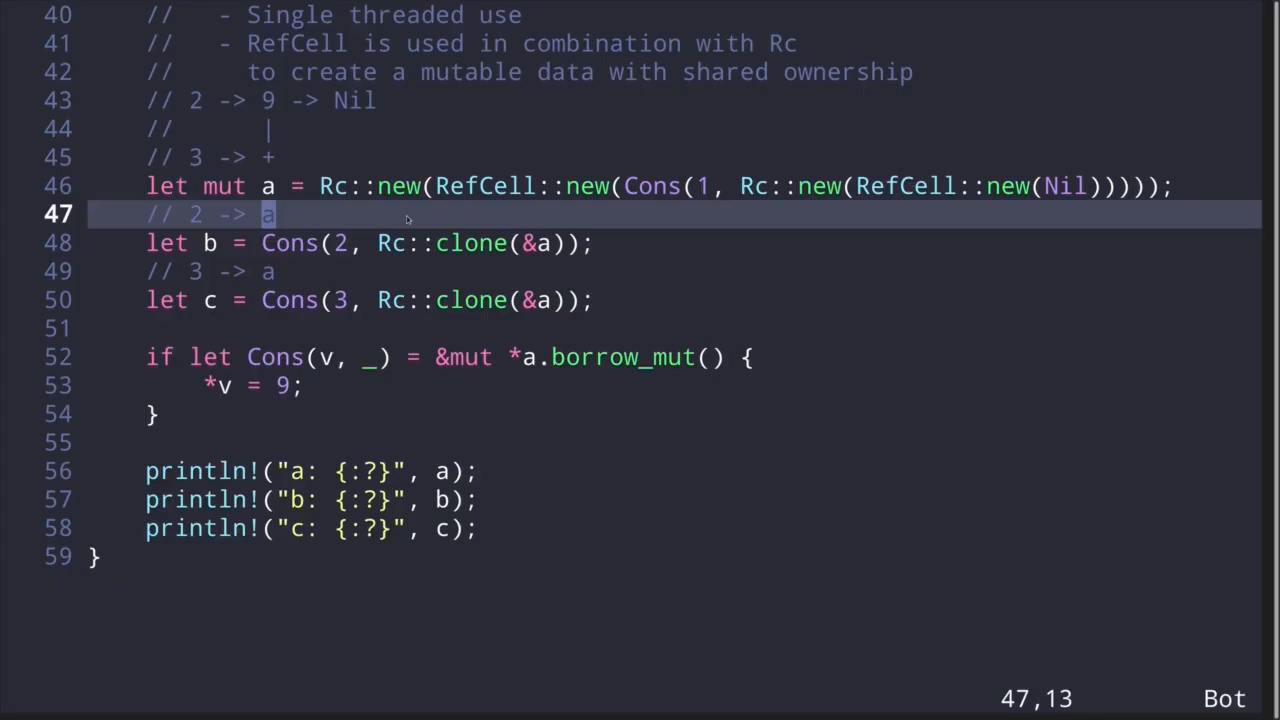 40    //   - Single threaded use
41    //   - RefCell is used in combination with Rc
42    //     to create a mutable data with shared ownership
43    // 2 -> 9 -> Nil
44    //      |
45    // 3 -> +
46    let mut a = Rc::new(RefCell::new(Cons(1, Rc::new(RefCell::new(Nil)))));
47    // 2 -> a
48    let b = Cons(2, Rc::clone(&a));
49    // 3 -> a
50    let c = Cons(3, Rc::clone(&a));
51
52    if let Cons(v, _) = &mut *a.borrow_mut() {
53        *v = 9;
54    }
55
56    println!("a: {:?}", a);
57    println!("b: {:?}", b);
58    println!("c: {:?}", c);
59 }
47,13 Bot